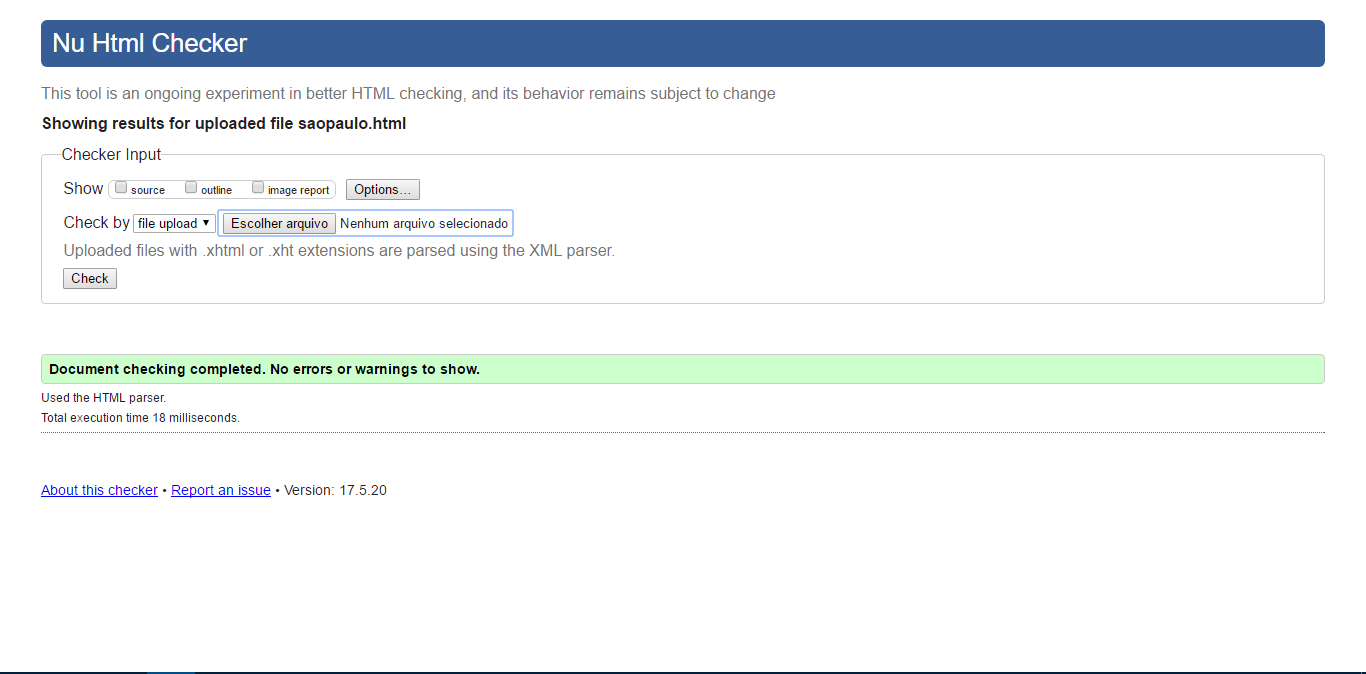 Nu Html Checker
This tool is an ongoing experiment in better HTML checking, and its behavior remains subject to change
Showing results for uploaded file saopaulo.html
Checker Input
Show source outline image report Options...
Check by file upload Escolher arquivo Nenhum arquivo selecionado
Uploaded files with .xhtml or .xht extensions are parsed using the XML parser.
Check
Document checking completed. No errors or warnings to show.
Used the HTML parser.
Total execution time 18 milliseconds.
About this checker • Report an issue • Version: 17.5.20